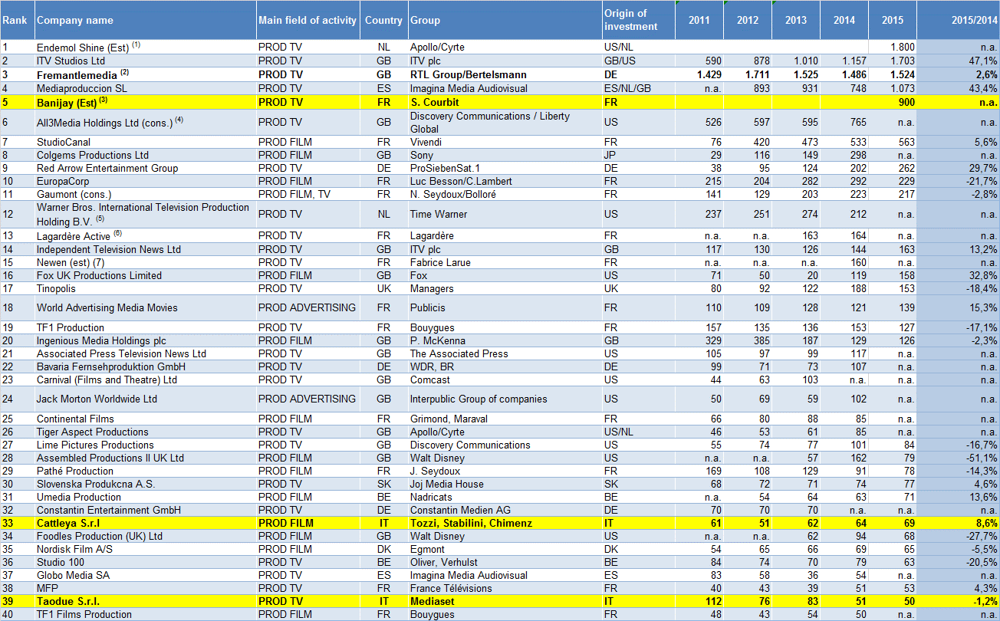 Rank Company name Main field of activity Country Group Origin of investment 2011 2012 2013 2014 2015 2015/2014
1 Endemol Shine (Est) (1) PROD TV NL Apollo/Cyrte US/NL 1.800 n.a.
2 ITV Studios Ltd PROD TV GB ITV plc GB/US 590 878 1.010 1.157 1.703 47,1%
3 Fremantlemedia (2) PROD TV GB RTL Group/Bertelsmann DE 1.429 1.711 1.525 1.486 1.524 2,6%
4 Mediaproduccion SL PROD TV ES Imagina Media Audiovisual ES/NL/GB n.a. 893 931 748 1.073 43,4%
5 Banijay (Est) (3) PROD TV FR S. Courbit FR 900 n.a.
6 All3Media Holdings Ltd (cons.) (4) PROD TV GB Discovery Communications / Liberty Global US 526 597 595 765 n.a. n.a.
7 StudioCanal PROD FILM FR Vivendi FR 76 420 473 533 563 5,6%
8 Colgems Productions Ltd PROD FILM GB Sony JP 29 116 149 298 n.a. n.a.
9 Red Arrow Entertainment Group PROD TV DE ProSiebenSat.1 DE 38 95 124 202 262 29,7%
10 EuropaCorp PROD FILM FR Luc Besson/C.Lambert FR 215 204 282 292 229 -21,7%
11 Gaumont (cons.) PROD FILM, TV FR N. Seydoux/Bolloré FR 141 129 203 223 217 -2,8%
12 Warner Bros. International Television Production Holding B.V. (5) PROD TV NL Time Warner US 237 251 274 212 n.a. n.a.
13 Lagardère Active (6) PROD TV FR Lagardère FR n.a. n.a. 163 164 n.a. n.a.
14 Independent Television News Ltd PROD TV GB ITV plc GB 117 130 126 144 163 13,2%
15 Newen (est) (7) PROD TV FR Fabrice Larue FR n.a. n.a. n.a. 160 n.a. n.a.
16 Fox UK Productions Limited PROD FILM GB Fox US 71 50 20 119 158 32,8%
17 Tinopolis PROD TV UK Managers UK 80 92 122 188 153 -18,4%
18 World Advertising Media Movies PROD ADVERTISING FR Publicis FR 110 109 128 121 139 15,3%
19 TF1 Production PROD TV FR Bouygues FR 157 135 136 153 127 -17,1%
20 Ingenious Media Holdings plc PROD FILM GB P. McKenna GB 329 385 187 129 126 -2,3%
21 Associated Press Television News Ltd PROD TV GB The Associated Press US 105 97 99 117 n.a. n.a.
22 Bavaria Fernsehproduktion GmbH PROD TV DE WDR, BR DE 99 71 73 107 n.a. n.a.
23 Carnival (Films and Theatre) Ltd PROD TV GB Comcast US 44 63 103 n.a. n.a. n.a.
24 Jack Morton Worldwide Ltd PROD ADVERTISING GB Interpublic Group of companies US 50 69 59 102 n.a. n.a.
25 Continental Films PROD FILM FR Grimond, Maraval FR 66 80 88 85 n.a. n.a.
26 Tiger Aspect Productions PROD TV GB Apollo/Cyrte US/NL 46 53 61 85 n.a. n.a.
27 Lime Pictures Productions PROD TV GB Discovery Communications US 55 74 77 101 84 -16,7%
28 Assembled Productions II UK Ltd PROD FILM GB Walt Disney US n.a. n.a. 57 162 79 -51,1%
29 Pathé Production PROD FILM FR J. Seydoux FR 169 108 129 91 78 -14,3%
30 Slovenska Produkcna A.S. PROD TV SK Joj Media House SK 68 72 71 74 77 4,6%
31 Umedia Production PROD FILM BE Nadricats BE n.a. 54 64 63 71 13,6%
32 Constantin Entertainment GmbH PROD TV DE Constantin Medien AG DE 70 70 70 n.a. n.a. n.a.
33 Cattleya S.r.l PROD FILM IT Tozzi, Stabilini, Chimenz IT 61 51 62 64 69 8,6%
34 Foodles Production (UK) Ltd PROD FILM GB Walt Disney US n.a. n.a. 62 94 68 -27,7%
35 Nordisk Film A/S PROD FILM DK Egmont DK 54 65 66 69 65 -5,5%
36 Studio 100 PROD TV BE Oliver, Verhulst BE 84 74 70 79 63 -20,5%
37 Globo Media SA PROD TV ES Imagina Media Audiovisual ES 83 58 36 54 n.a. n.a.
38 MFP PROD TV FR France Télévisions FR 40 43 39 51 53 4,3%
39 Taodue S.r.l. PROD TV IT Mediaset IT 112 76 83 51 50 -1,2%
40 TF1 Films Production PROD FILM FR Bouygues FR 48 43 54 50 n.a. n.a.